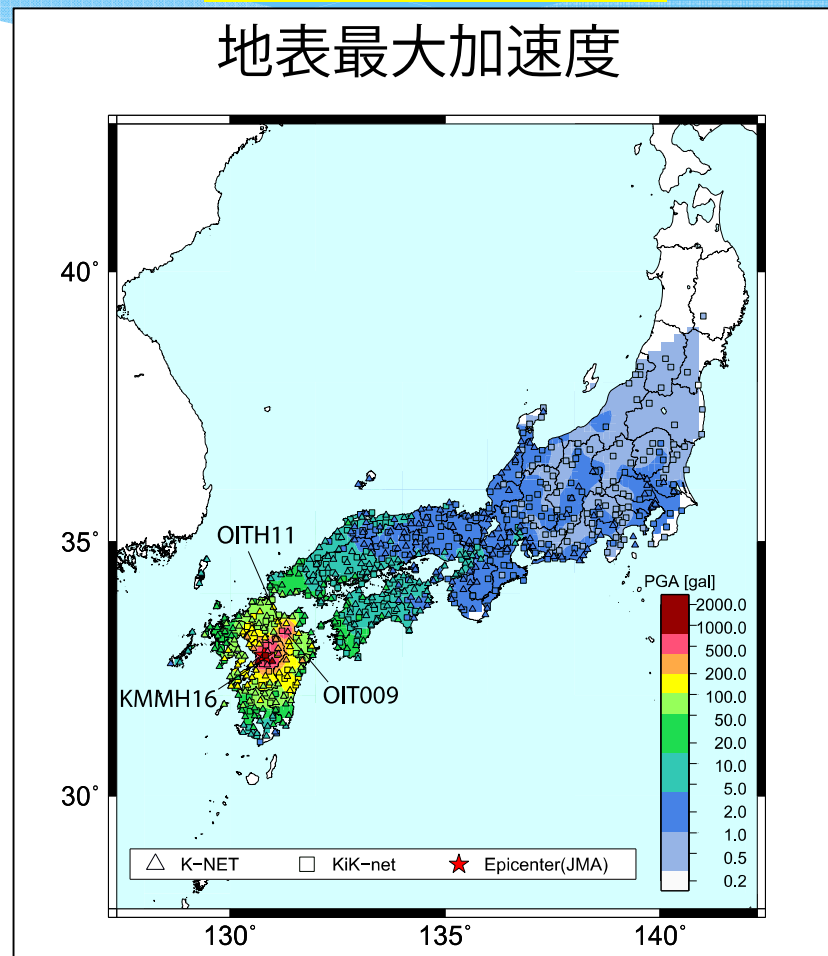 地表最大加速度
40°
35°
30°
130°
135°
140°
OITH11
KMMH16
OIT009
PGA [gal]
2000.0
1000.0
500.0
200.0
100.0
50.0
20.0
10.0
5.0
2.0
1.0
0.5
0.2
K-NET
KiK-net
Epicenter(JMA)